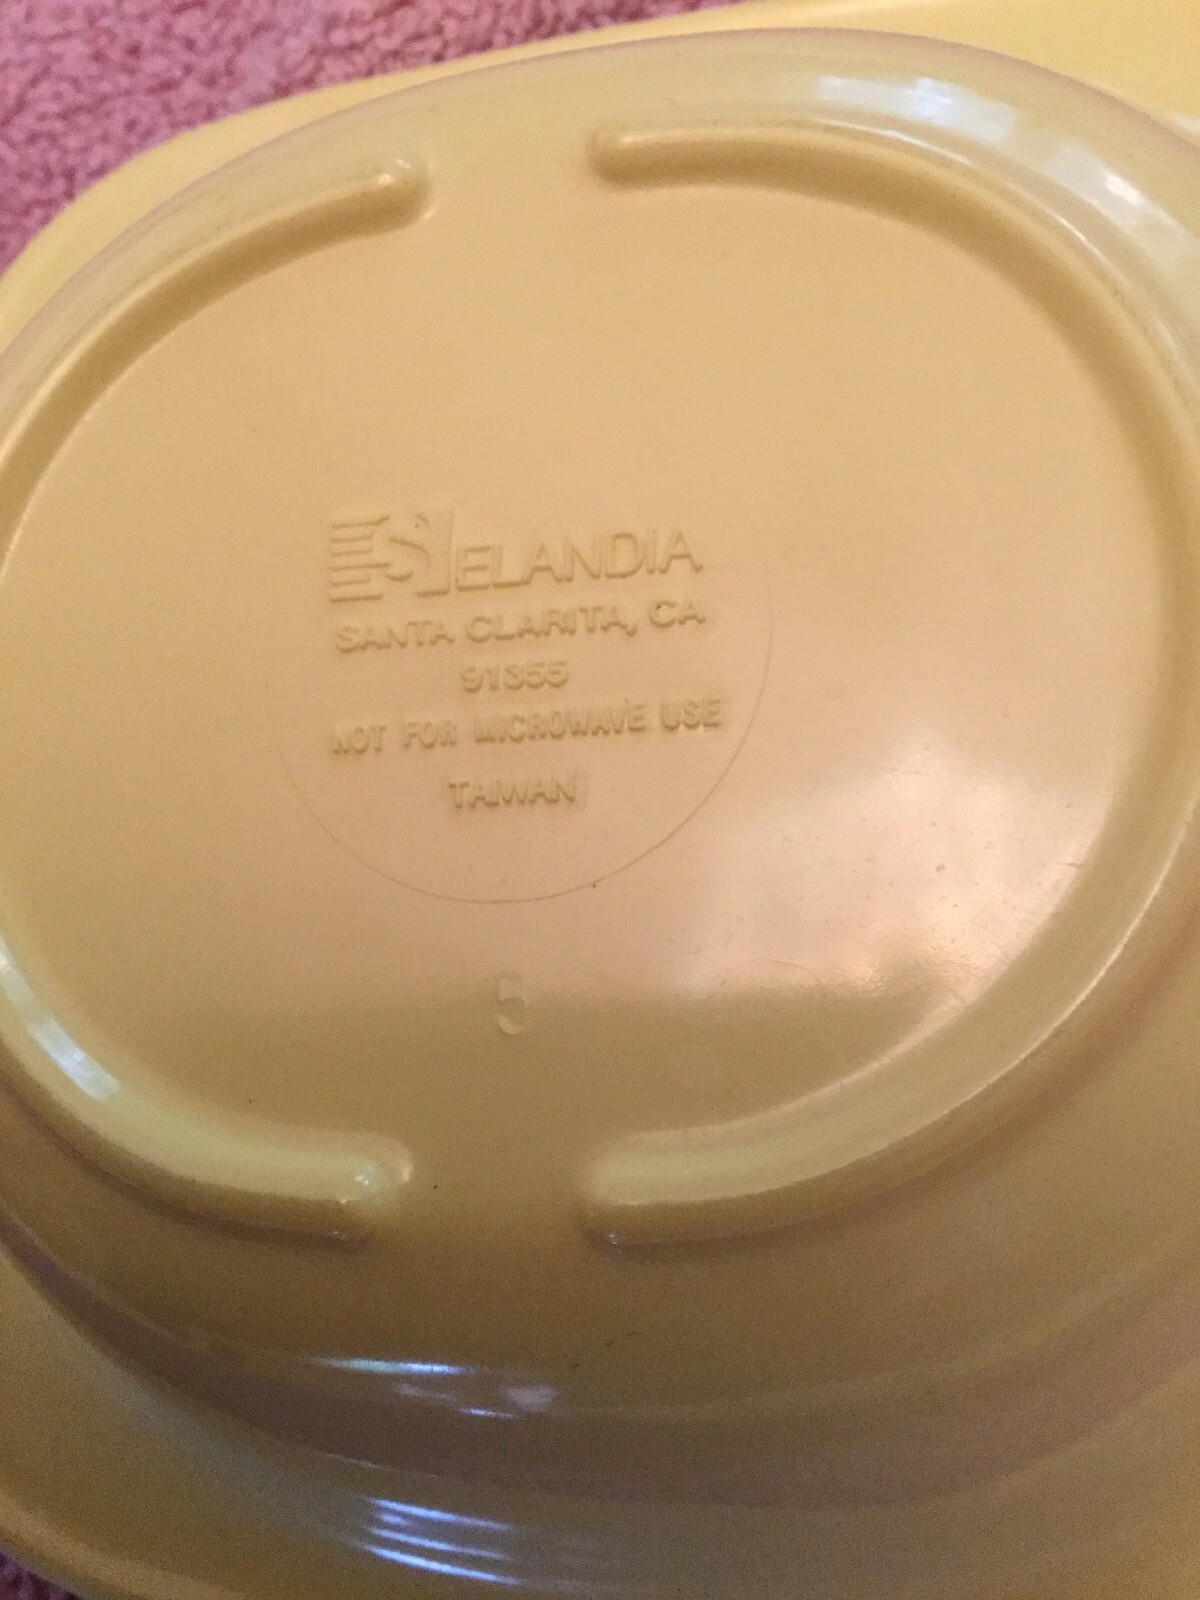 SELANDIA
SANTA CLARITA, CA
91355
NOT FOR MICROWAVE USE
TAIWAN
5